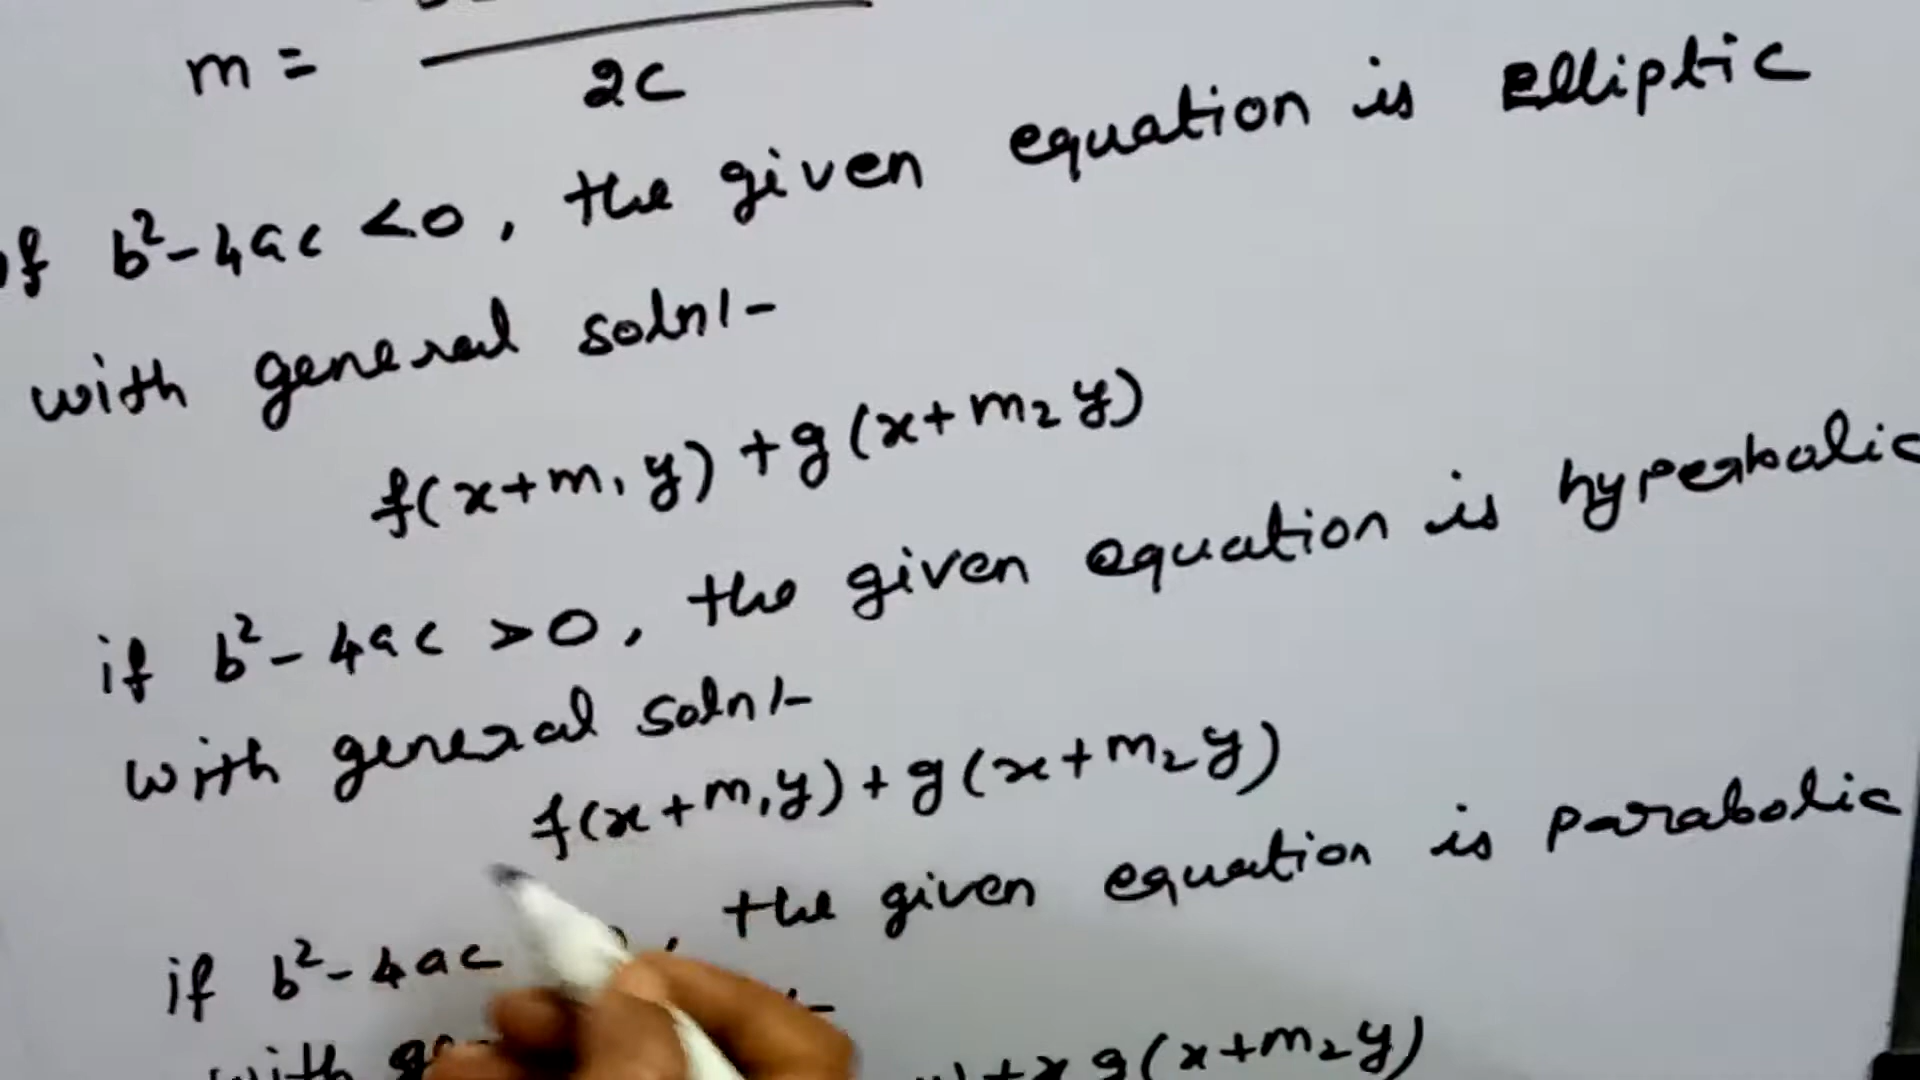 m =
2c
if b²-4ac <0, the given equation is Elliptic
with general soln:-
f(x+m₁y)+g(x+m₂y)
if b²-4ac >0, the given equation is hyperbolic
with general soln:-
f(x+m₁y)+g(x+m₂y)
if b²-4ac , the given equation is parabolic
with
+x g(x+m₂y)